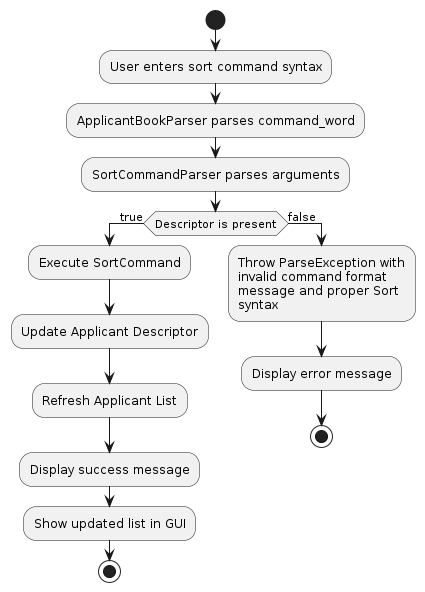 User enters sort command syntax
ApplicantBookParser parses command_word
SortCommandParser parses arguments
true
Descriptor is present
false
Execute SortCommand
Update Applicant Descriptor
Refresh Applicant List
Display success message
Show updated list in GUI
Throw ParseException with
invalid command format
message and proper Sort
syntax
Display error message